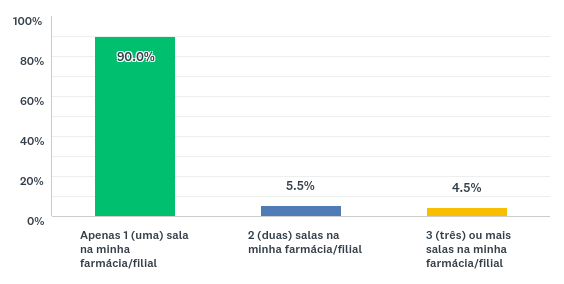 100%
80%
60%
40%
20%
0%
90.0%
5.5%
4.5%
Apenas 1 (uma) sala
na minha
farmácia/filial
2 (duas) salas na
minha farmácia/filial
3 (três) ou mais
salas na minha
farmácia/filial